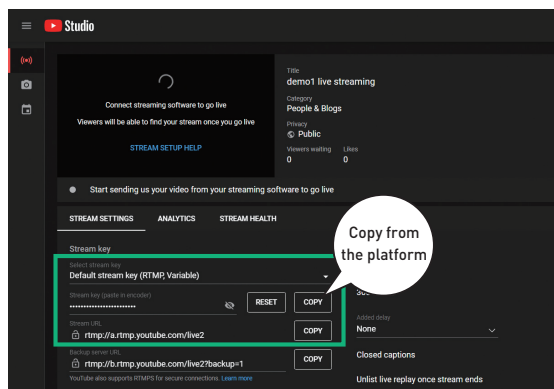 Studio
Title
demo1 live streaming
Category
People & Blogs
Privacy
Public
Viewers waiting Likes
0 0
Connect streaming software to go live
Viewers will be able to find your stream once you go live
STREAM SETUP HELP
Start sending us your video from your streaming software to go live
STREAM SETTINGS ANALYTICS STREAM HEALTH
Copy from
the platform
Stream key
Select stream key
Default stream key (RTMP, Variable)
Stream key (paste in encoder)
RESET COPY
Stream URL
rtmp://a.rtmp.youtube.com/live2
COPY
Backup server URL
rtmp://b.rtmp.youtube.com/live2?backup=1
COPY
YouTube also supports RTMPS for secure connections. Learn more
Added delay
None
Closed captions
Unlist live replay once stream ends